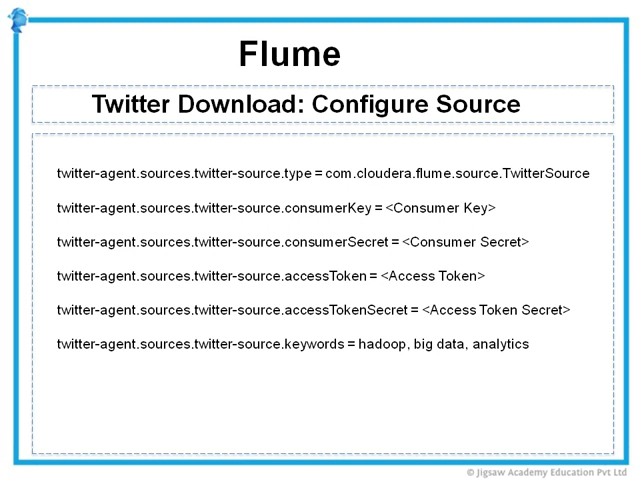 Flume
Twitter Download: Configure Source
twitter-agent.sources.twitter-source.type = com.cloudera.flume.source.TwitterSource
twitter-agent.sources.twitter-source.consumerKey = <Consumer Key>
twitter-agent.sources.twitter-source.consumerSecret = <Consumer Secret>
twitter-agent.sources.twitter-source.accessToken = <Access Token>
twitter-agent.sources.twitter-source.accessTokenSecret = <Access Token Secret>
twitter-agent.sources.twitter-source.keywords = hadoop, big data, analytics
© Jigsaw Academy Education Pvt Ltd